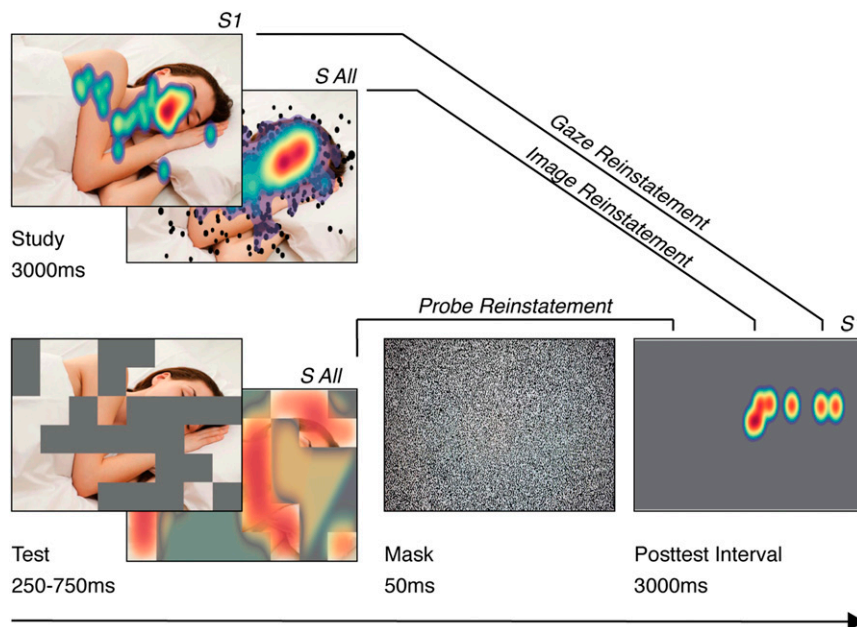 S1
S All
Gaze Reinstatement
Image Reinstatement
Study
3000ms
Probe Reinstatement
S
S All
Test
250-750ms
Mask
50ms
Posttest Interval
3000ms